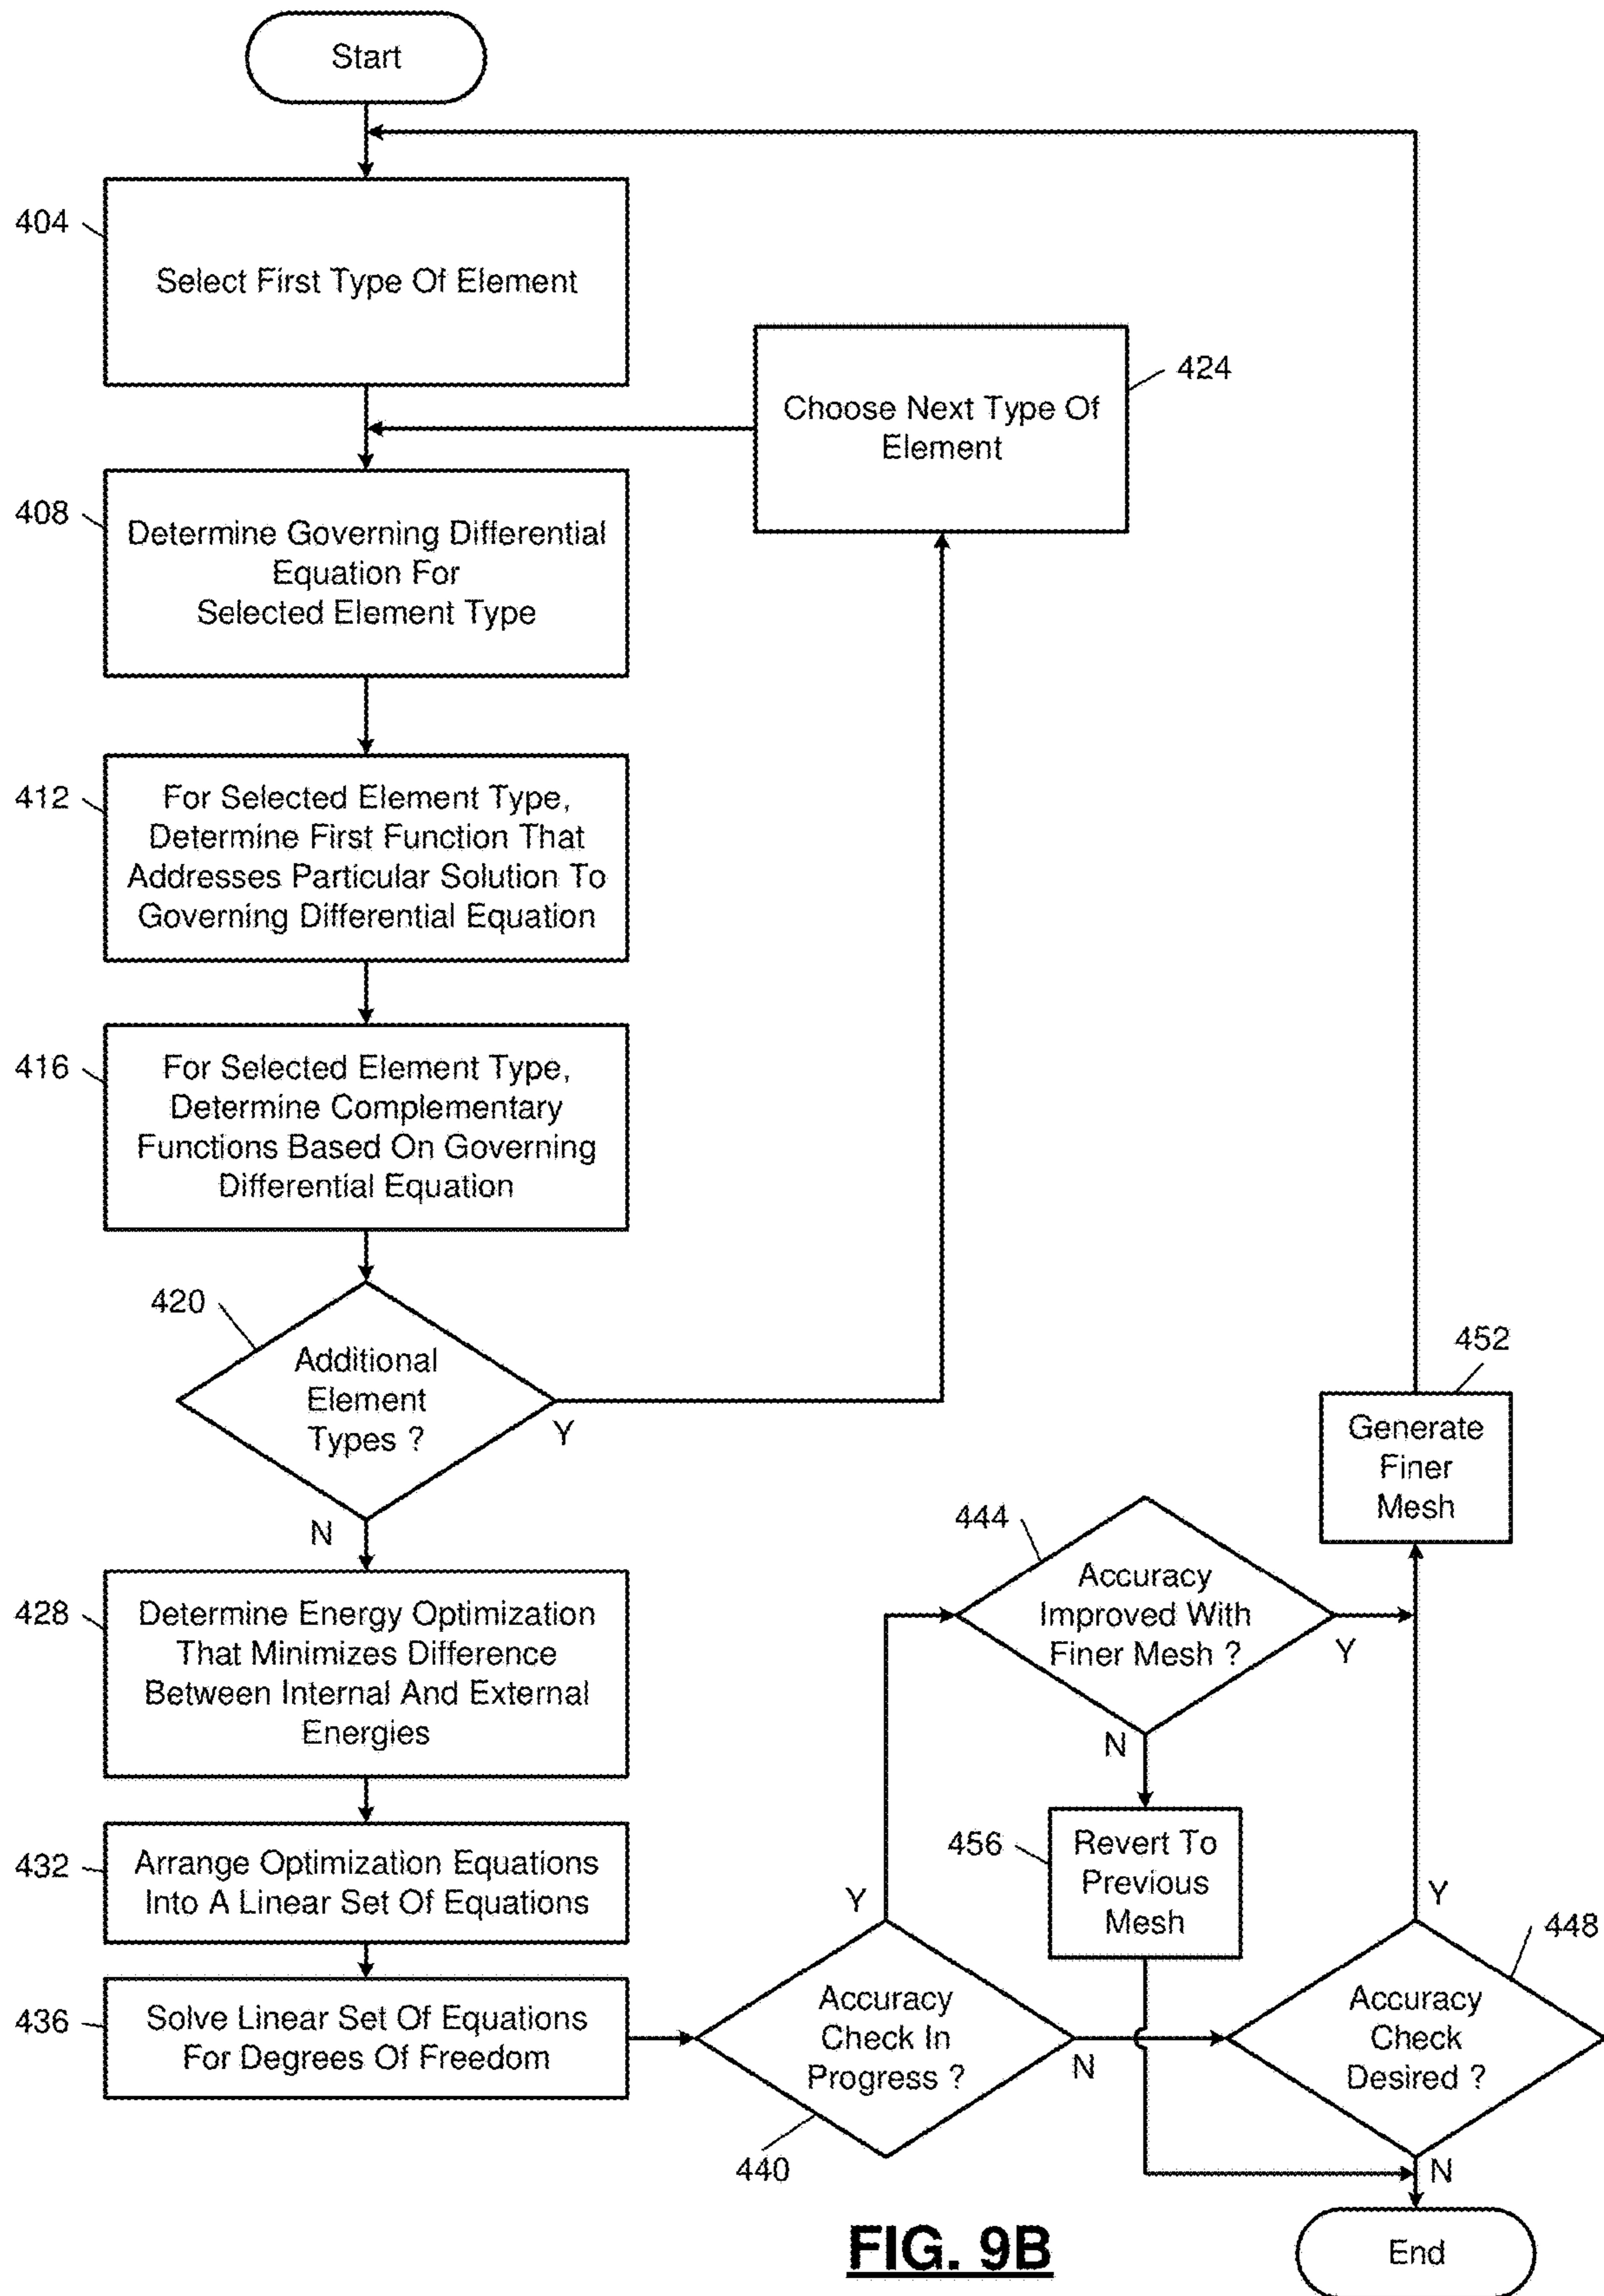 Start
404
Select First Type Of Element
424
Choose Next Type Of
Element
408
Determine Governing Differential
Equation For
Selected Element Type
412
For Selected Element Type,
Determine First Function That
Addresses Particular Solution To
Governing Differential Equation
416
For Selected Element Type,
Determine Complementary
Functions Based On Governing
Differential Equation
420
Additional
Element
Types ?
Y
N
452
Generate
Finer
Mesh
444
Accuracy
Improved With
Finer Mesh ?
Y
N
428
Determine Energy Optimization
That Minimizes Difference
Between Internal And External
Energies
432
Arrange Optimization Equations
Into A Linear Set Of Equations
456
Revert To
Previous
Mesh
436
Solve Linear Set Of Equations
For Degrees Of Freedom
Y
Accuracy
Check In
Progress ?
N
440
Y
448
Accuracy
Check
Desired ?
N
End
FIG. 9B